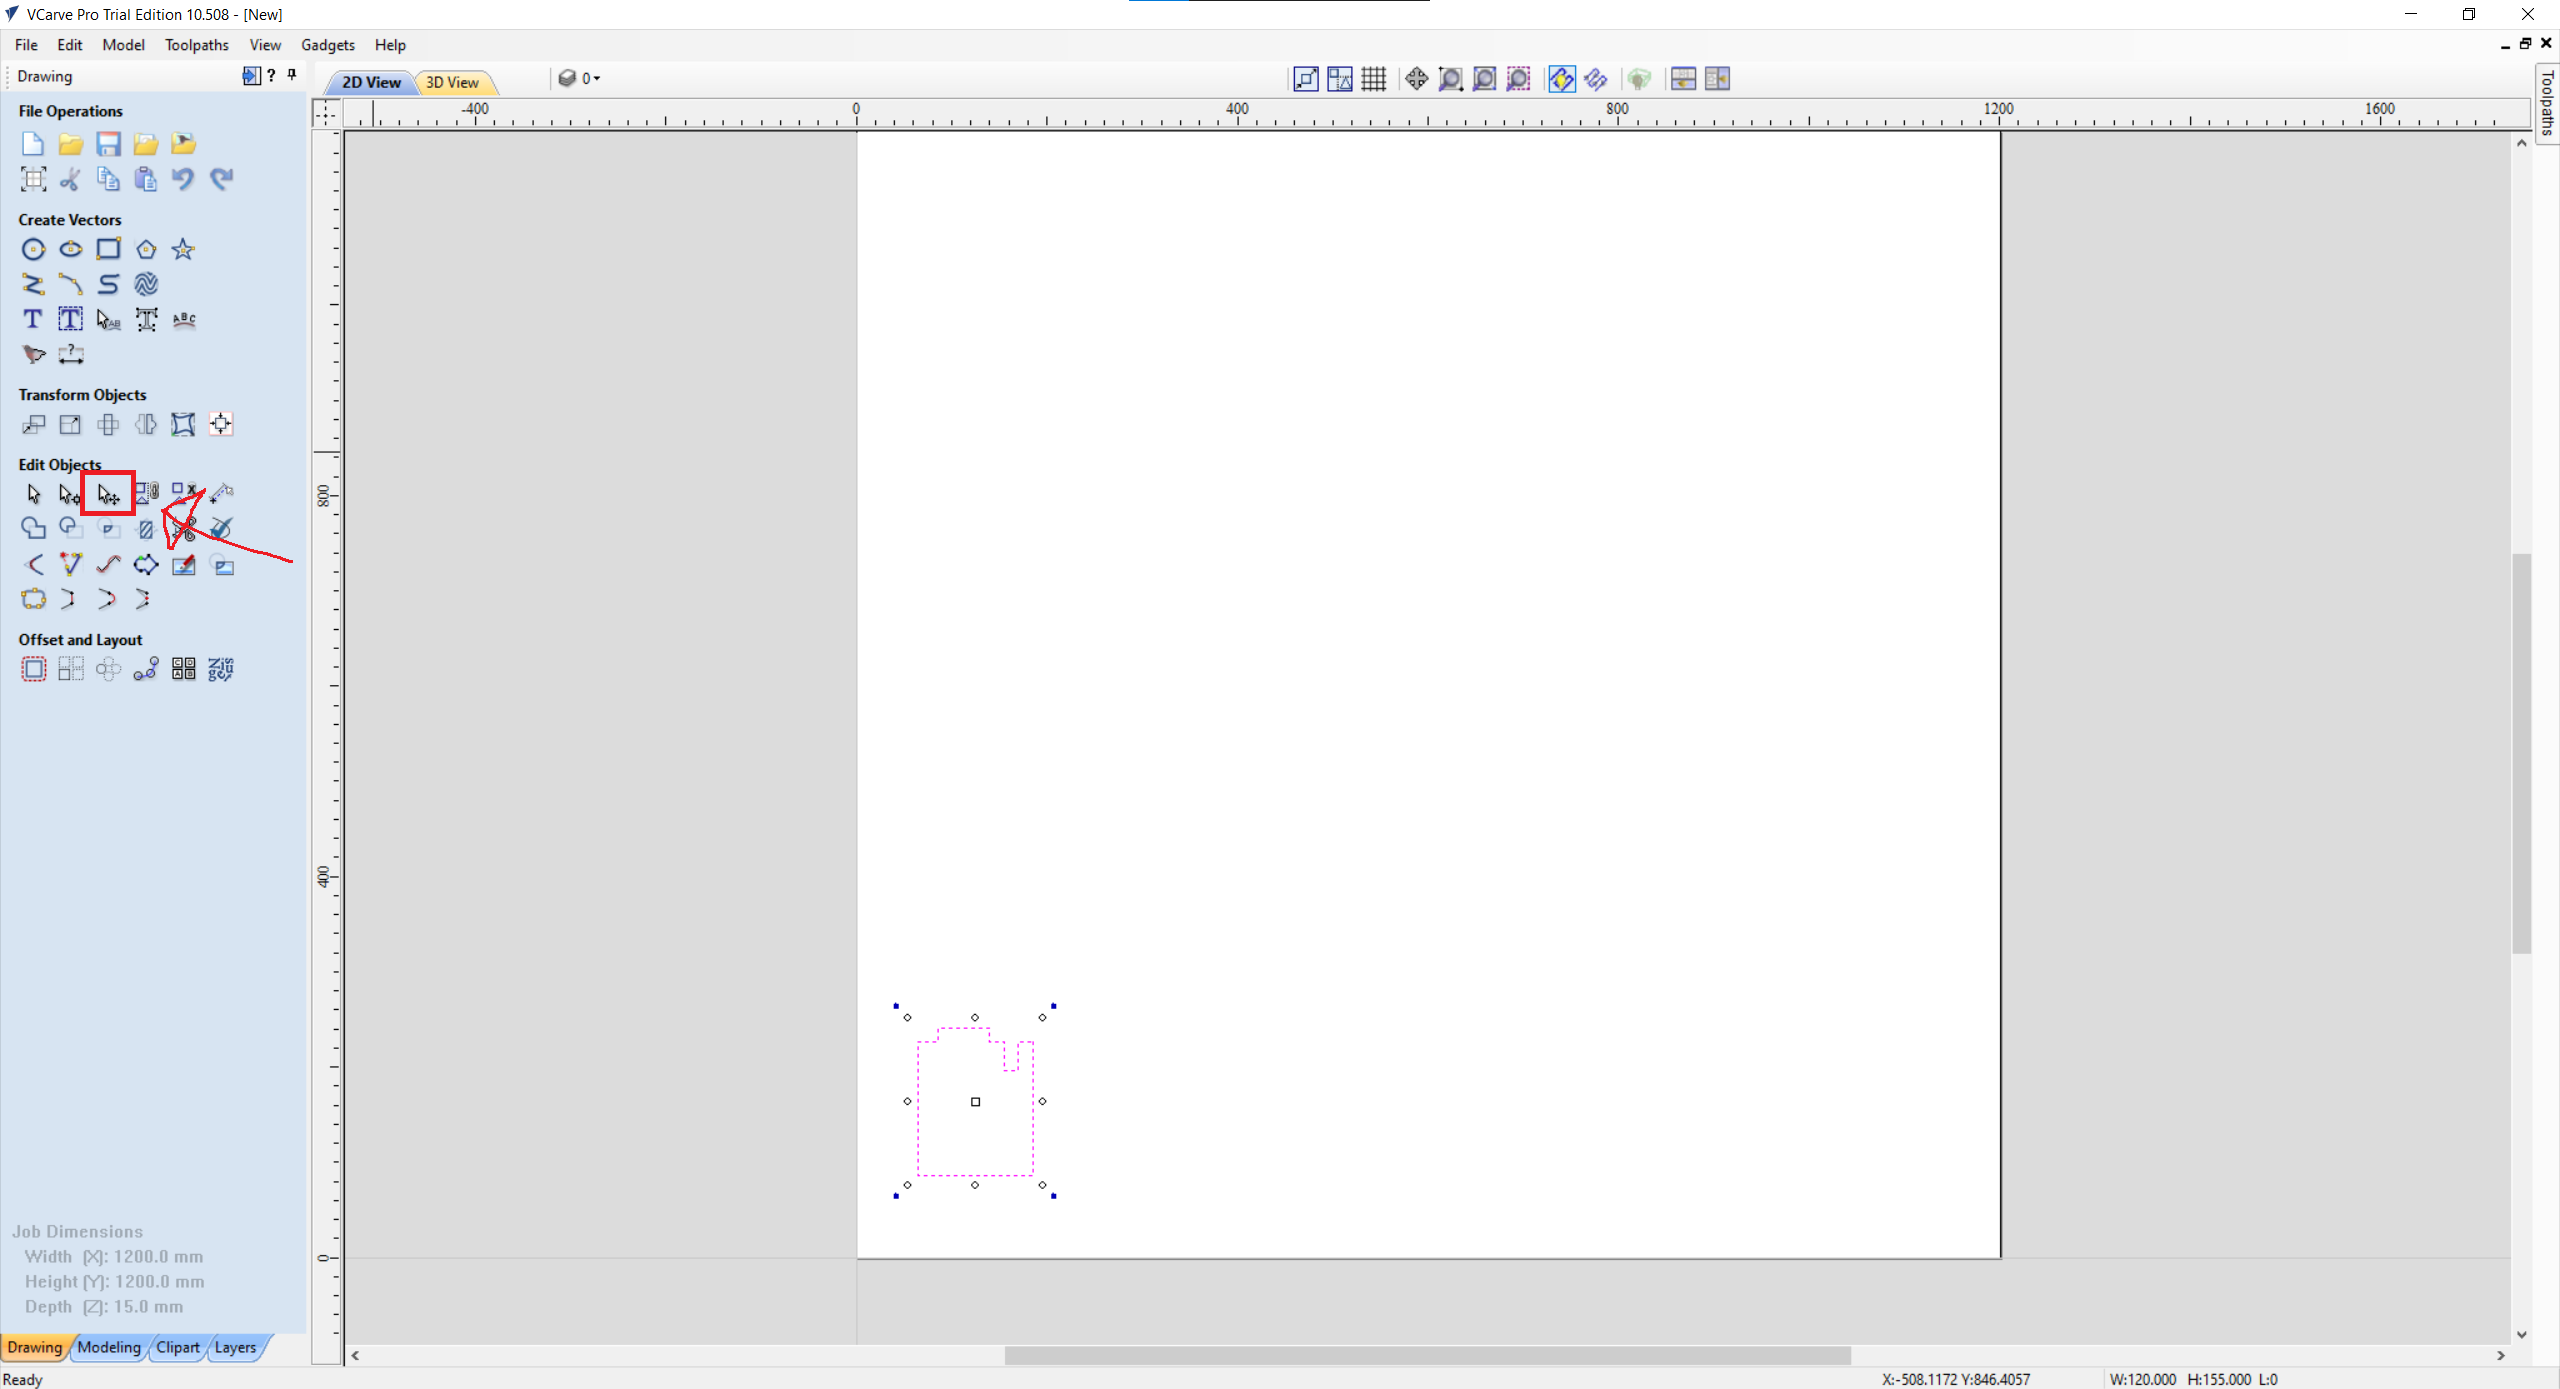 VCarve Pro Trial Edition 10.508 - [New]
File Edit Model Toolpaths View Gadgets Help
Drawing
2D View 3D View 0
File Operations
-400 0 400 800 1200 1600
Toolpaths
Create Vectors
Transform Objects
Edit Objects
800
Offset and Layout
400
0
Job Dimensions
Width (X): 1200.0 mm
Height (Y): 1200.0 mm
Depth (Z): 15.0 mm
Drawing Modeling Clipart Layers
Ready X:-508.1172 Y:846.4057 W:120.000 H:155.000 L:0